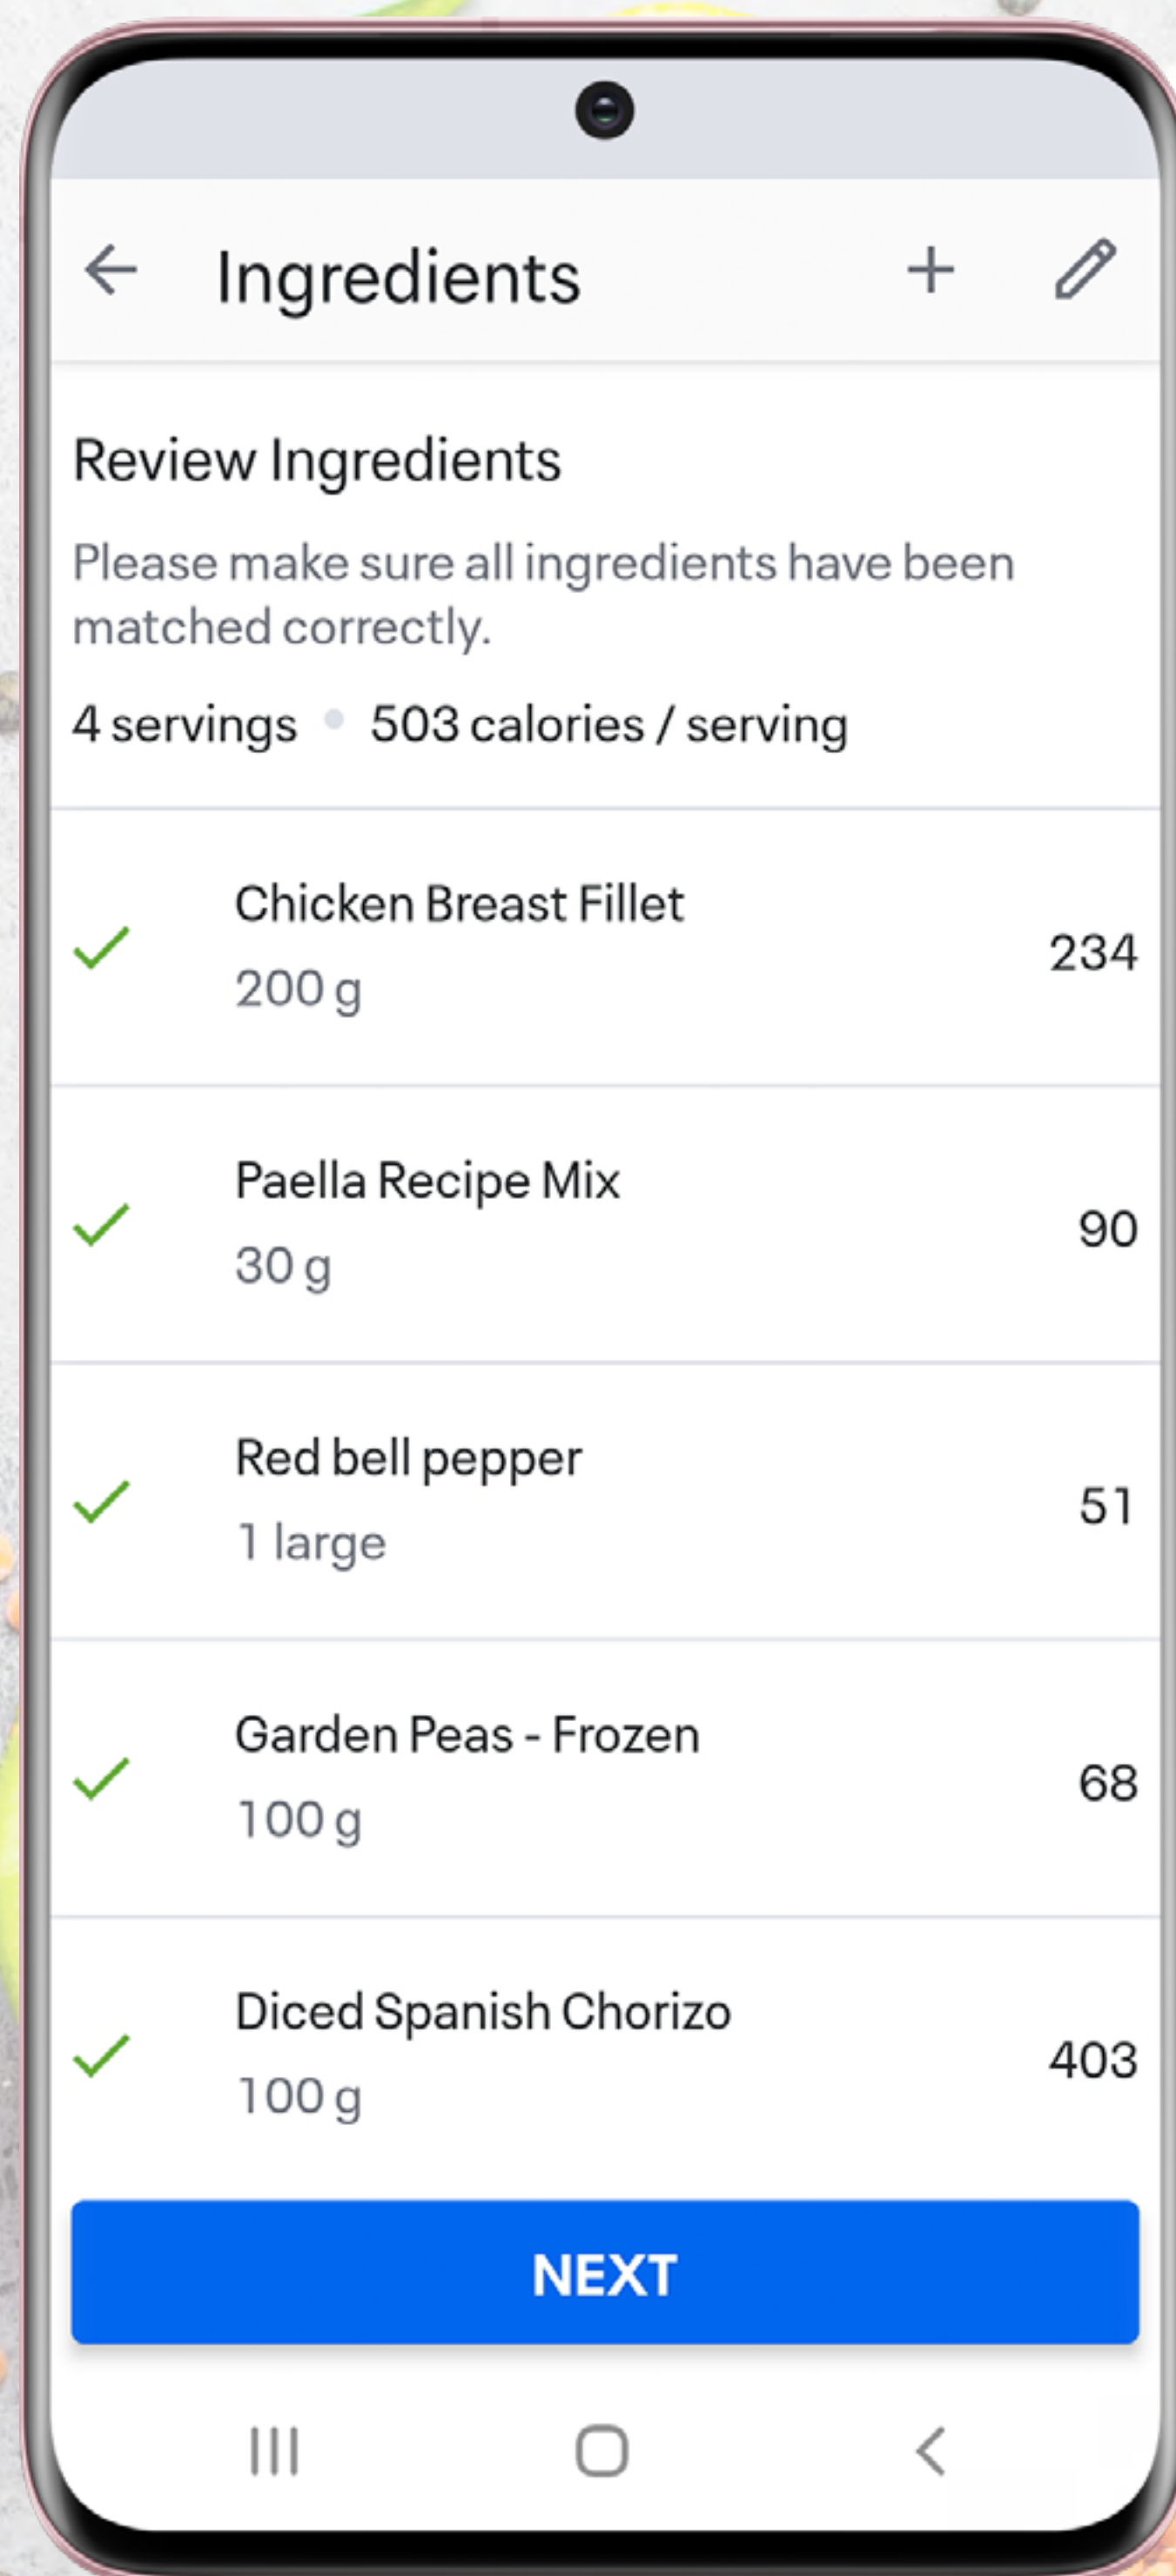 Ingredients
Review Ingredients
Please make sure all ingredients have been
matched correctly.
4 servings • 503 calories / serving
Chicken Breast Fillet
234
200 g
Paella Recipe Mix
90
30 g
Red bell pepper
51
1 large
Garden Peas - Frozen
68
100 g
Diced Spanish Chorizo
403
100 g
NEXT